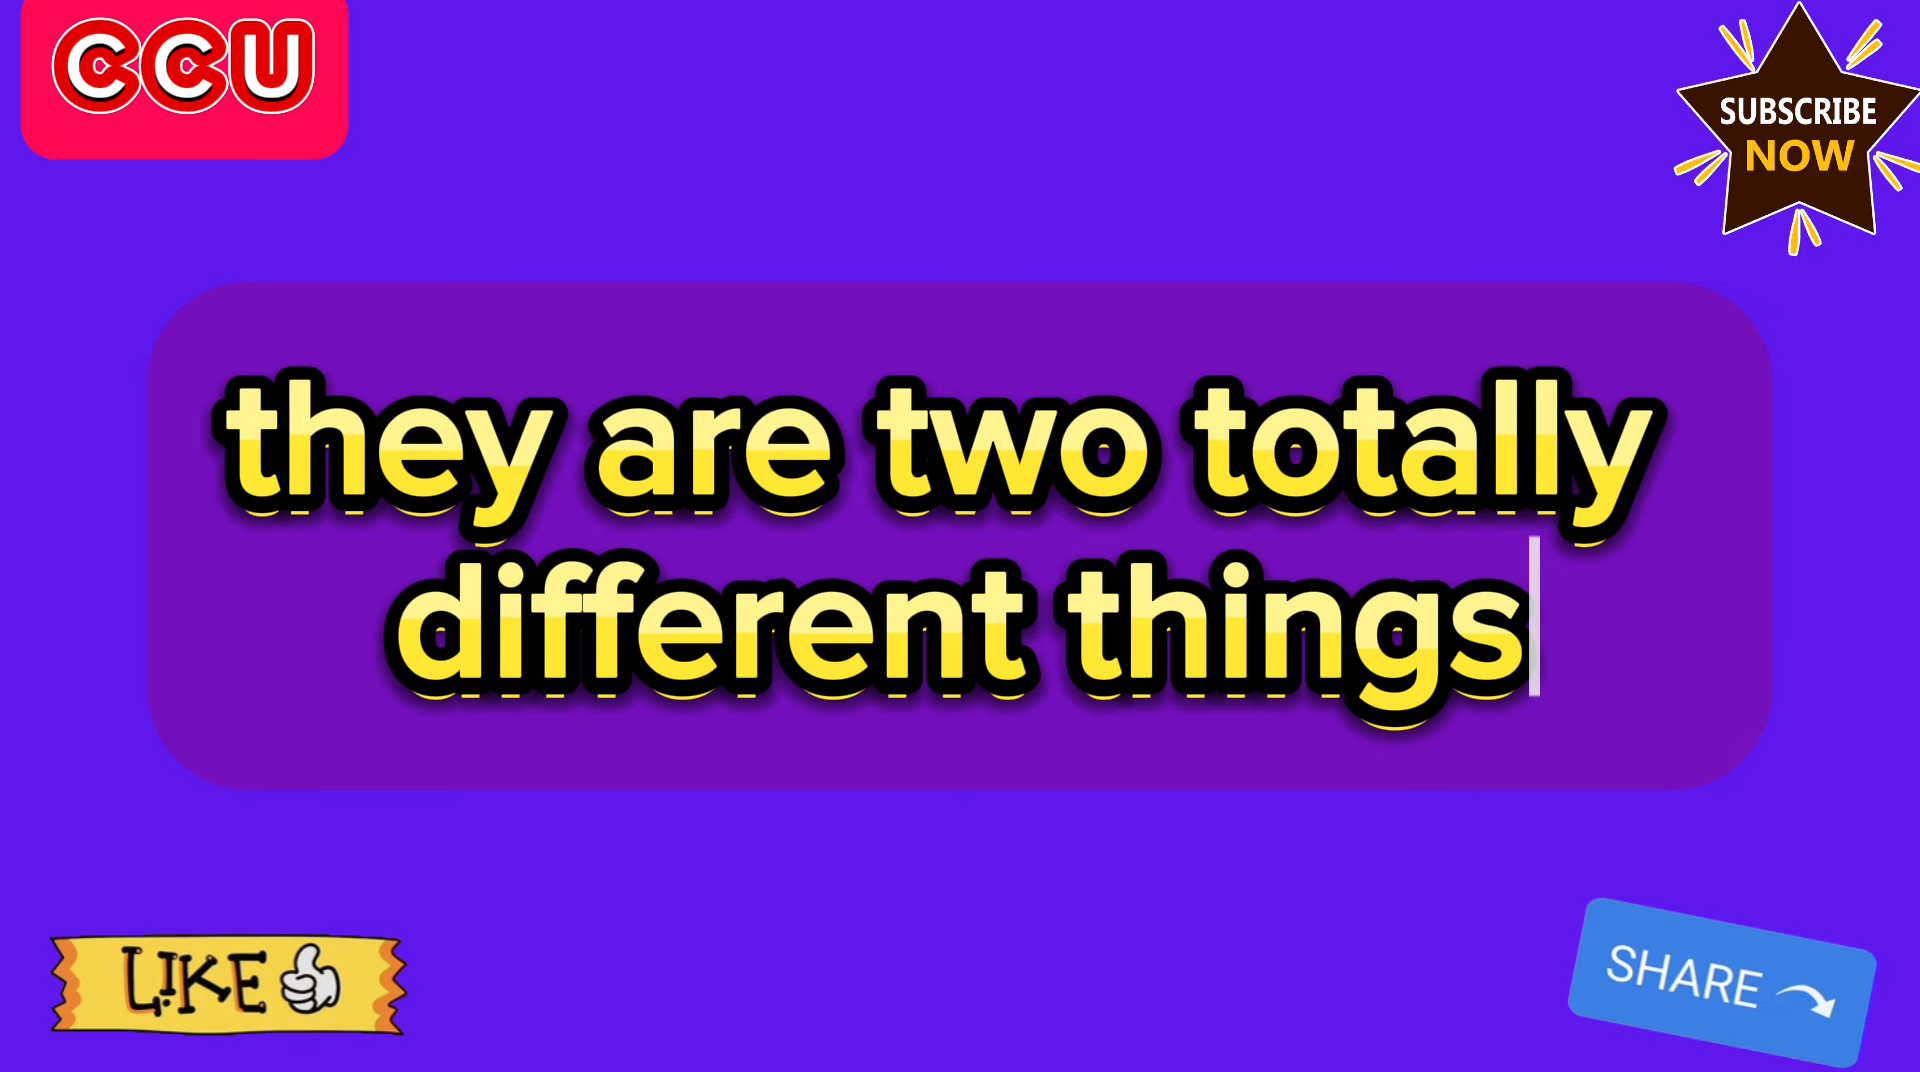 CCU
SUBSCRIBE
NOW
they are two totally
different things
LIKE
SHARE